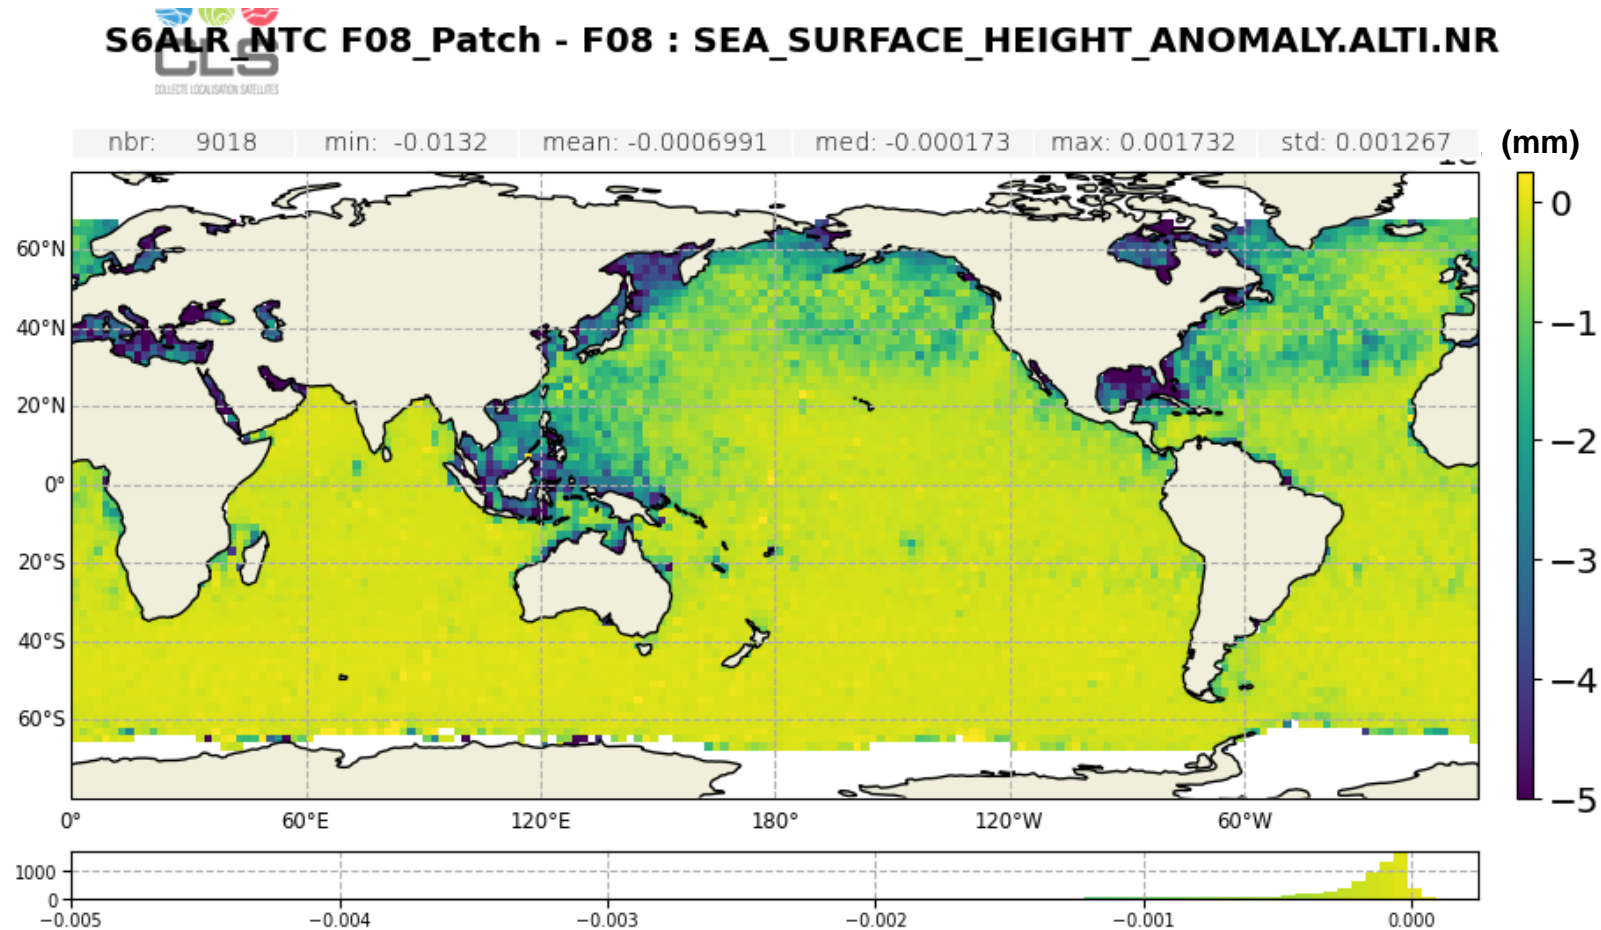 S6ALR_NTC F08_Patch - F08 : SEA_SURFACE_HEIGHT_ANOMALY.ALTI.NR
CLS
COLLECTE LOCALISATION SATELLITES
nbr: 9018 min: -0.0132 mean: -0.0006991 med: -0.000173 max: 0.001732 std: 0.001267 (mm)
0
60°N
−1
40°N
20°N
−2
0°
20°S
−3
40°S
−4
60°S
−5
0° 60°E 120°E 180° 120°W 60°W
1000
0
−0.005 −0.004 −0.003 −0.002 −0.001 0.000